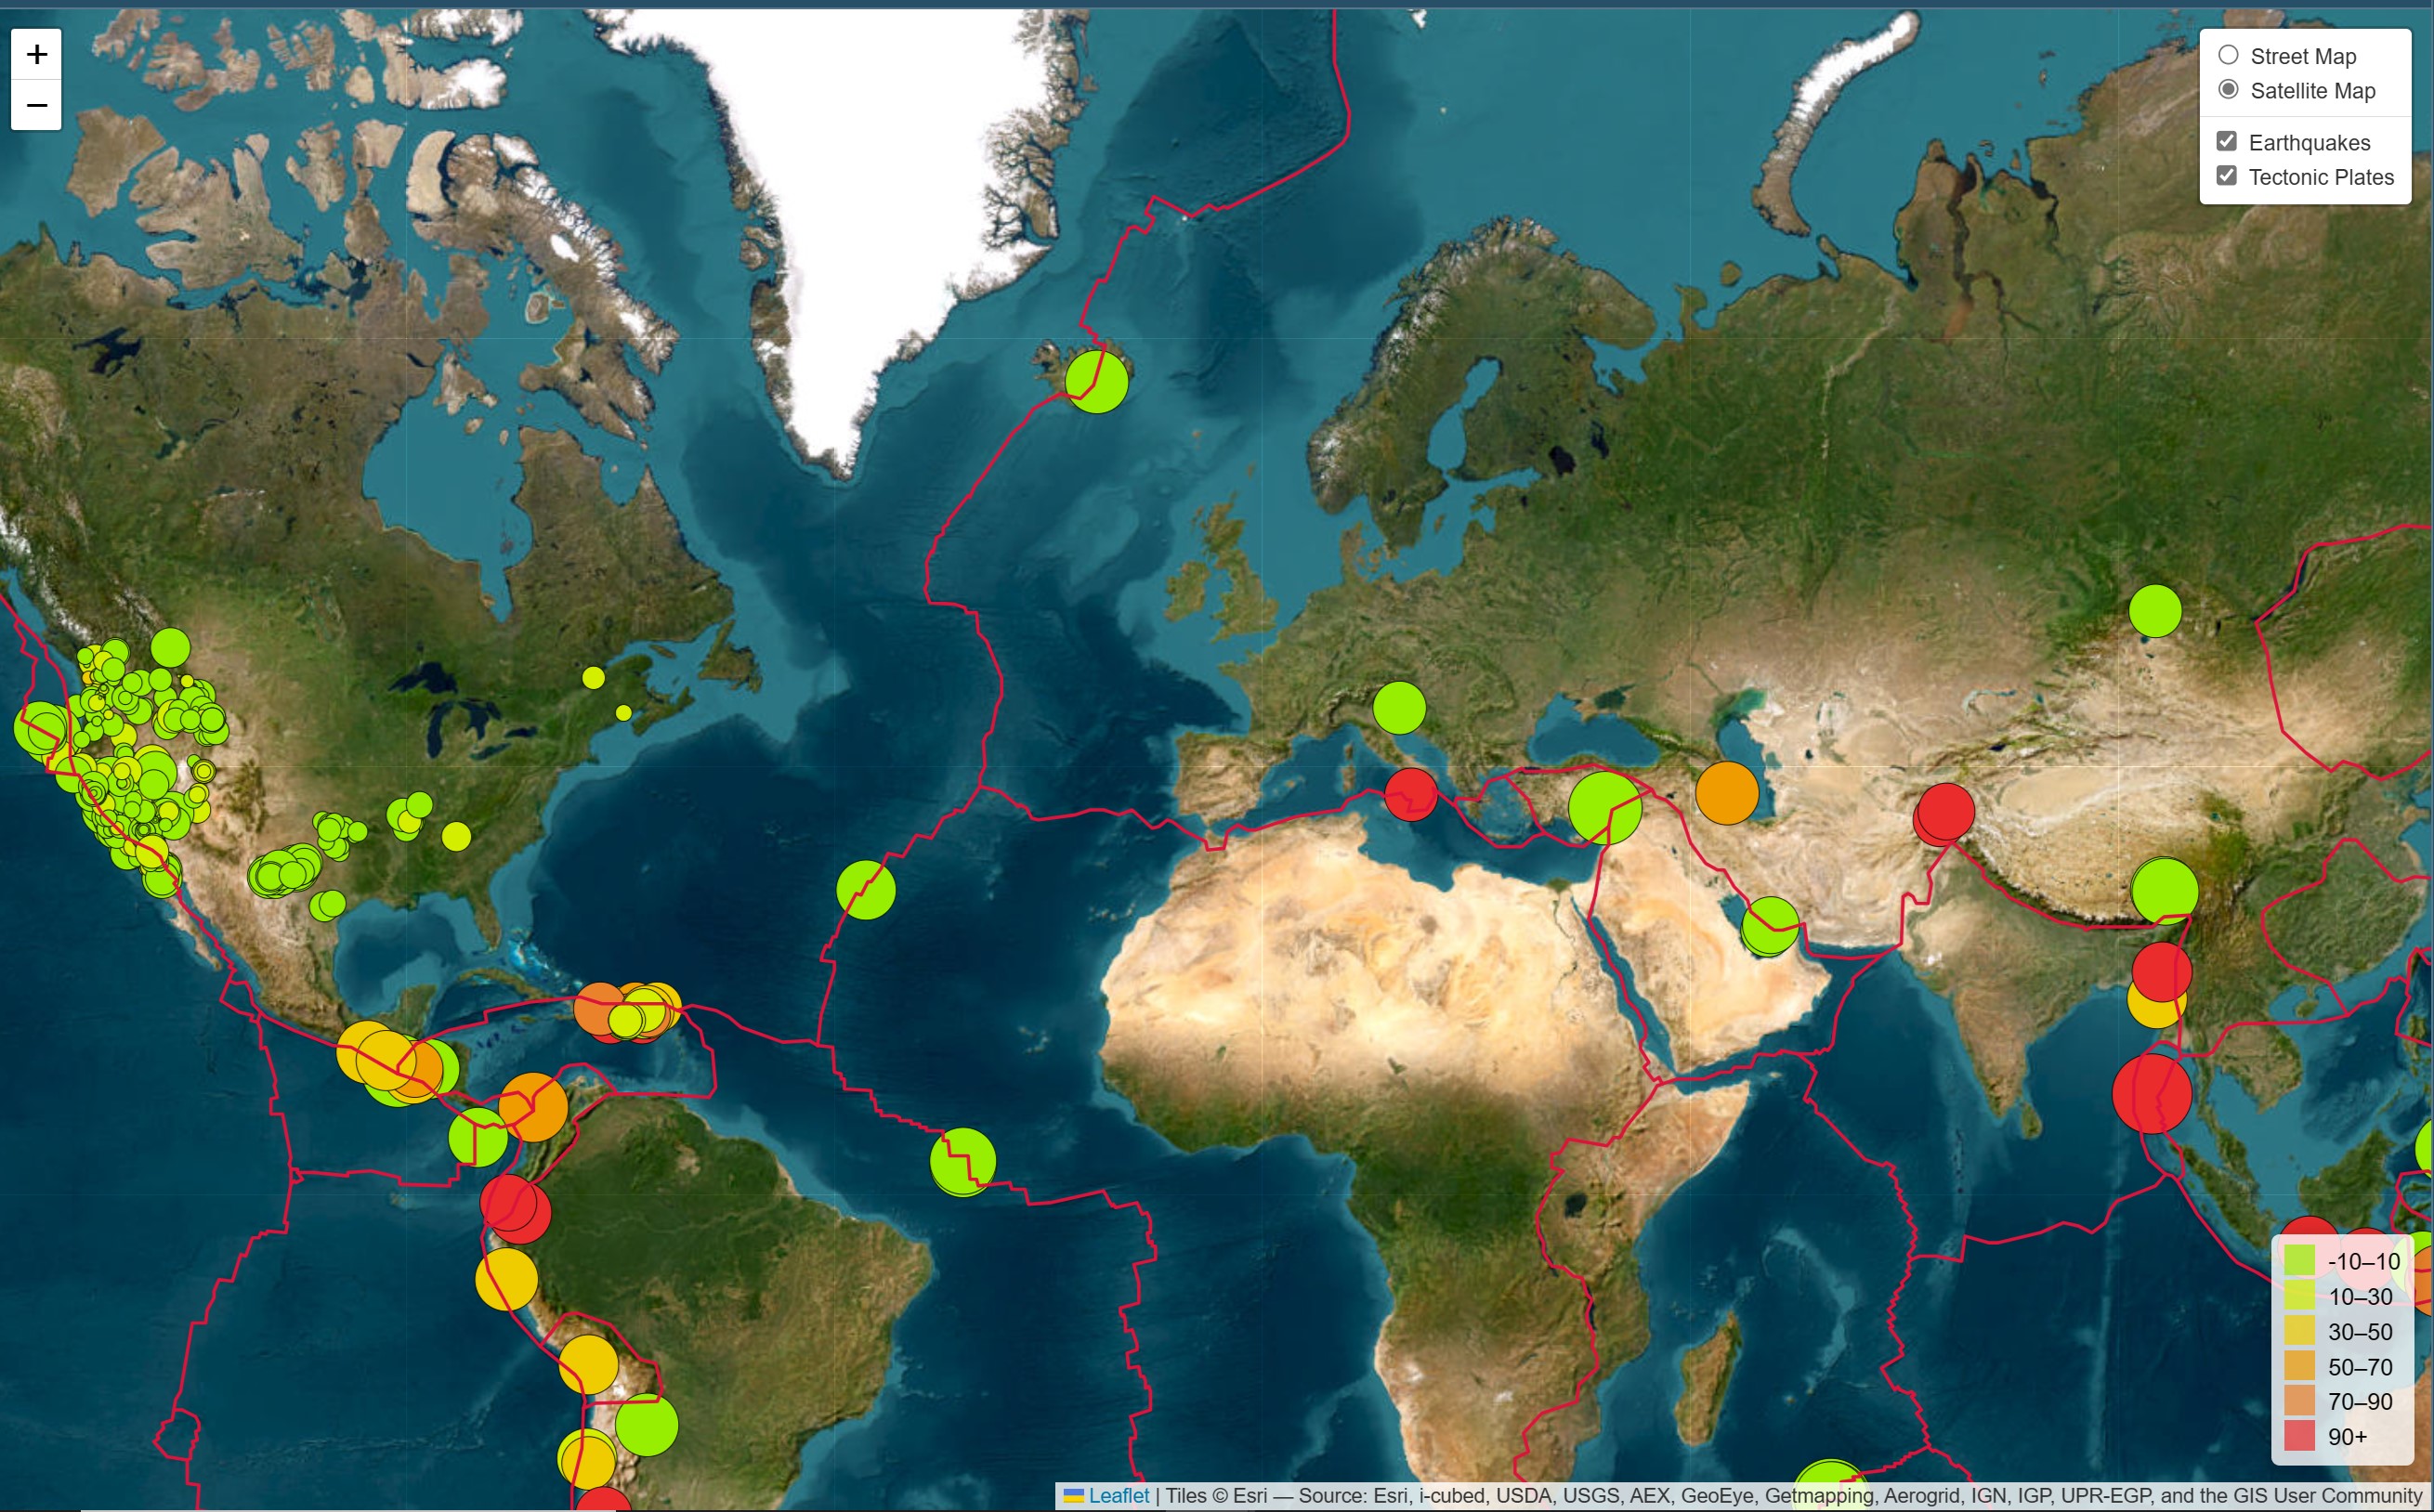 +
−
Street Map
Satellite Map
Earthquakes
Tectonic Plates
-10–10
10–30
30–50
50–70
70–90
90+
Leaflet | Tiles © Esri — Source: Esri, i-cubed, USDA, USGS, AEX, GeoEye, Getmapping, Aerogrid, IGN, IGP, UPR-EGP, and the GIS User Community